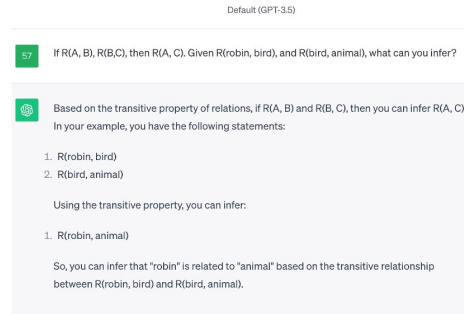 Default (GPT-3.5)
57
If R(A, B), R(B,C), then R(A, C). Given R(robin, bird), and R(bird, animal), what can you infer?
Based on the transitive property of relations, if R(A, B) and R(B, C), then you can infer R(A, C)
In your example, you have the following statements:
1. R(robin, bird)
2. R(bird, animal)
Using the transitive property, you can infer:
1. R(robin, animal)
So, you can infer that "robin" is related to "animal" based on the transitive relationship
between R(robin, bird) and R(bird, animal).